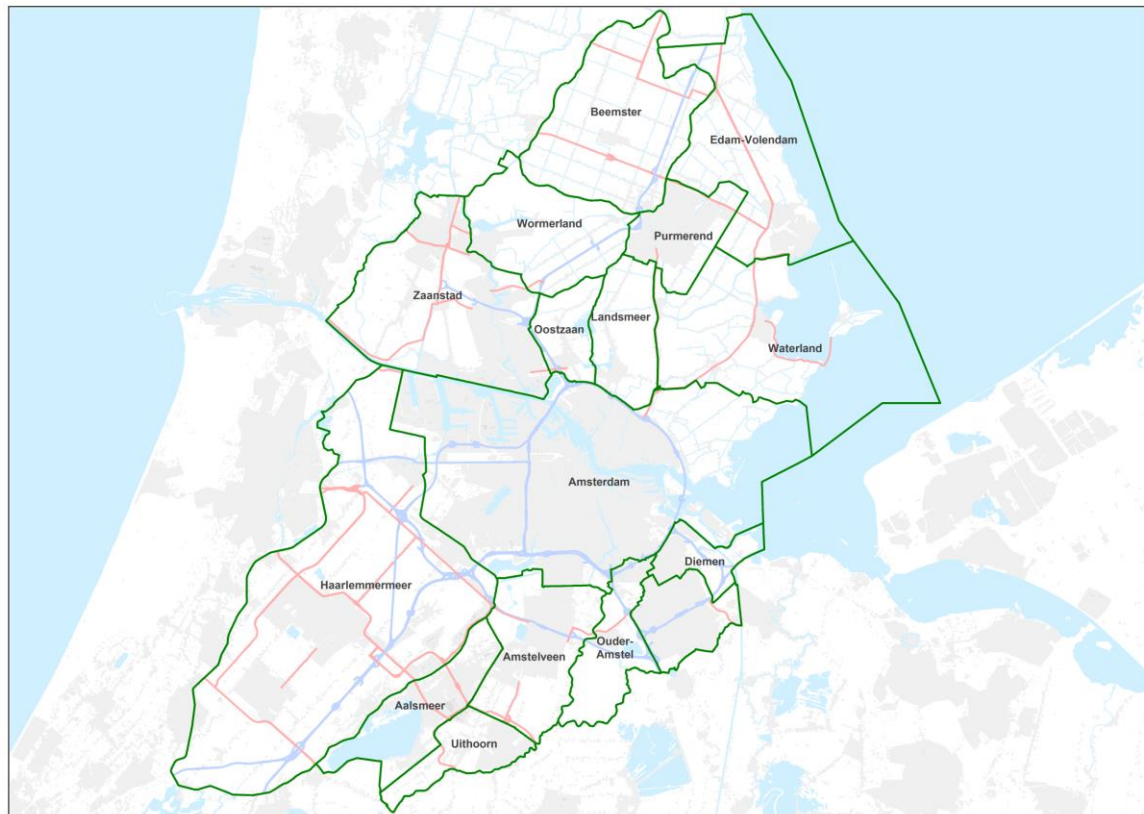 Beemster
Edam-Volendam
Wormerland
Purmerend
Zaanstad
Oostzaan
Landsmeer
Waterland
Amsterdam
Diemen
Haarlemmermeer
Ouder-
Amstel
Amstelveen
Aalsmeer
Uithoorn